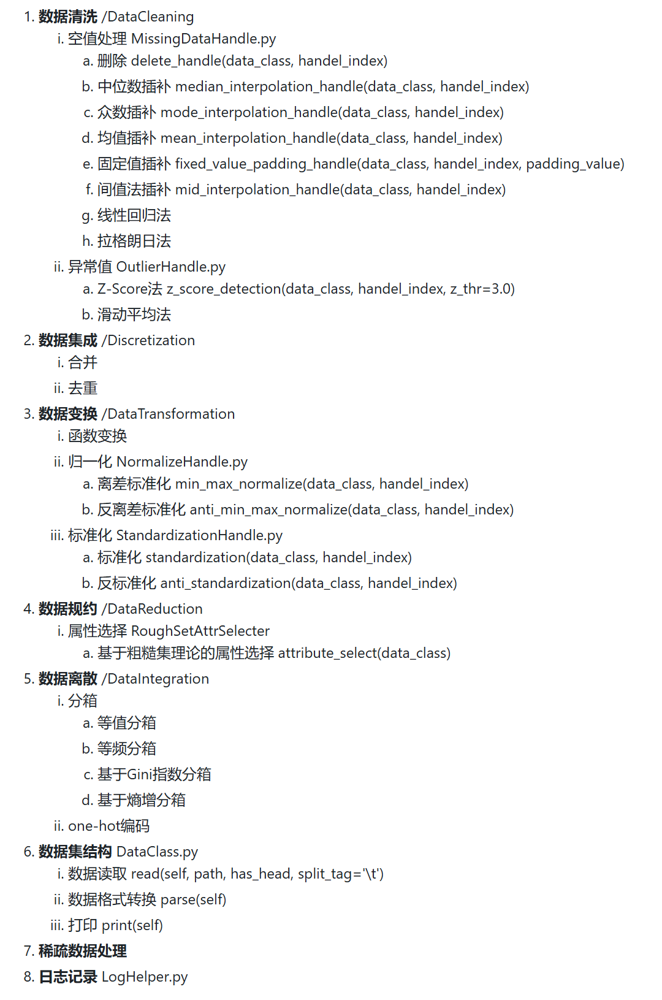 1. 数据清洗 /DataCleaning
i. 空值处理 MissingDataHandle.py
a. 删除 delete_handle(data_class, handel_index)
b. 中位数插补 median_interpolation_handle(data_class, handel_index)
c. 众数插补 mode_interpolation_handle(data_class, handel_index)
d. 均值插补 mean_interpolation_handle(data_class, handel_index)
e. 固定值插补 fixed_value_padding_handle(data_class, handel_index, padding_value)
f. 间值法插补 mid_interpolation_handle(data_class, handel_index)
g. 线性回归法
h. 拉格朗日法
ii. 异常值 OutlierHandle.py
a. Z-Score法 z_score_detection(data_class, handel_index, z_thr=3.0)
b. 滑动平均法
2. 数据集成 /Discretization
i. 合并
ii. 去重
3. 数据变换 /DataTransformation
i. 函数变换
ii. 归一化 NormalizeHandle.py
a. 离差标准化 min_max_normalize(data_class, handel_index)
b. 反离差标准化 anti_min_max_normalize(data_class, handel_index)
iii. 标准化 StandardizationHandle.py
a. 标准化 standardization(data_class, handel_index)
b. 反标准化 anti_standardization(data_class, handel_index)
4. 数据规约 /DataReduction
i. 属性选择 RoughSetAttrSelecter
a. 基于粗糙集理论的属性选择 attribute_select(data_class)
5. 数据离散 /DataIntegration
i. 分箱
a. 等值分箱
b. 等频分箱
c. 基于Gini指数分箱
d. 基于熵增分箱
ii. one-hot编码
6. 数据集结构 DataClass.py
i. 数据读取 read(self, path, has_head, split_tag='\t')
ii. 数据格式转换 parse(self)
iii. 打印 print(self)
7. 稀疏数据处理
8. 日志记录 LogHelper.py